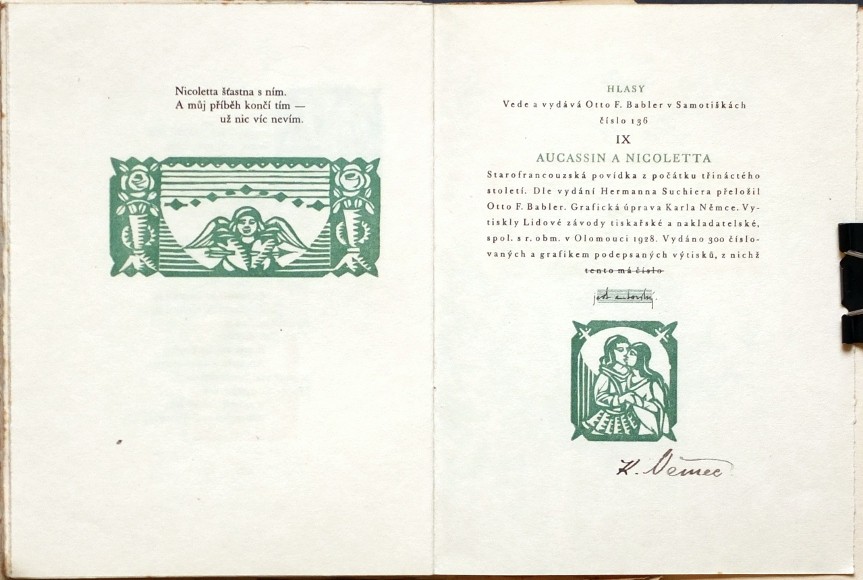 Nicoletta šťastna s ním.
A můj příběh končí tím —
už nic víc nevím.
HLASY
Vede a vydává Otto F. Babler v Samotiškách
číslo 136
IX
AUCASSIN A NICOLETTA
Starofrancouzská povídka z počátku třináctého
století. Dle vydání Hermanna Suchiera přeložil
Otto F. Babler. Grafická úprava Karla Němce. Vy-
tiskly Lidové závody tiskařské a nakladatelské,
spol. s r. obm. v Olomouci 1928. Vydáno 300 číslo-
vaných a grafikem podepsaných výtisků, z nichž
tento má číslo
K. Němec